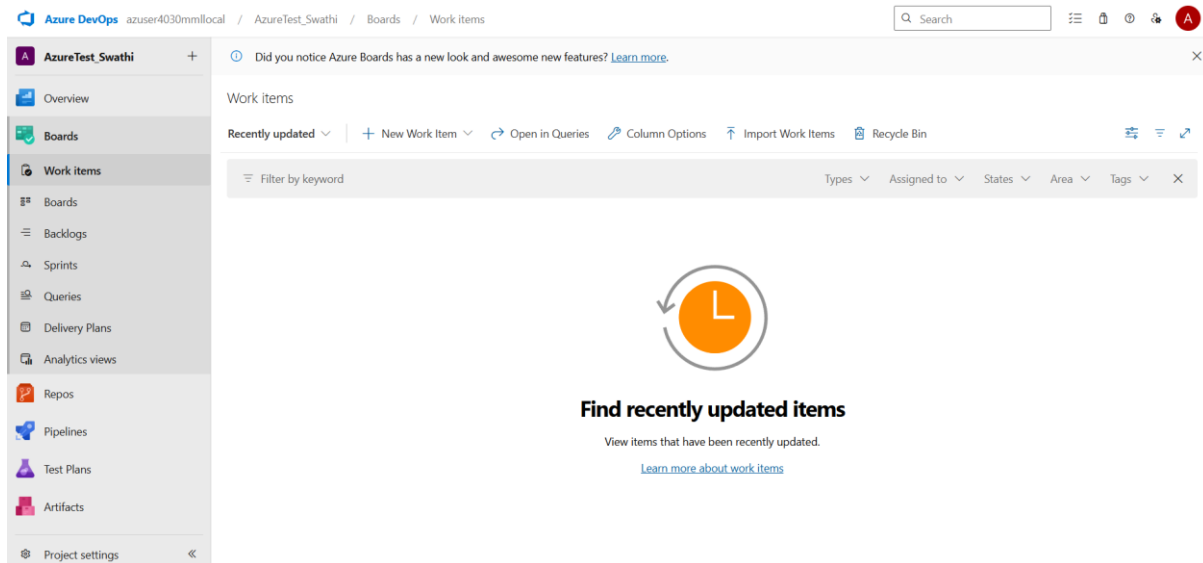 Azure DevOps azuser4030mmllocal / AzureTest_Swathi / Boards / Work items
Search
A
A AzureTest_Swathi
Did you notice Azure Boards has a new look and awesome new features? Learn more.
Overview
Boards
Work items
Boards
Backlogs
Sprints
Queries
Delivery Plans
Analytics views
Repos
Pipelines
Test Plans
Artifacts
Project settings
Work items
Recently updated
New Work Item
Open in Queries
Column Options
Import Work Items
Recycle Bin
Filter by keyword
Types
Assigned to
States
Area
Tags
Find recently updated items
View items that have been recently updated.
Learn more about work items